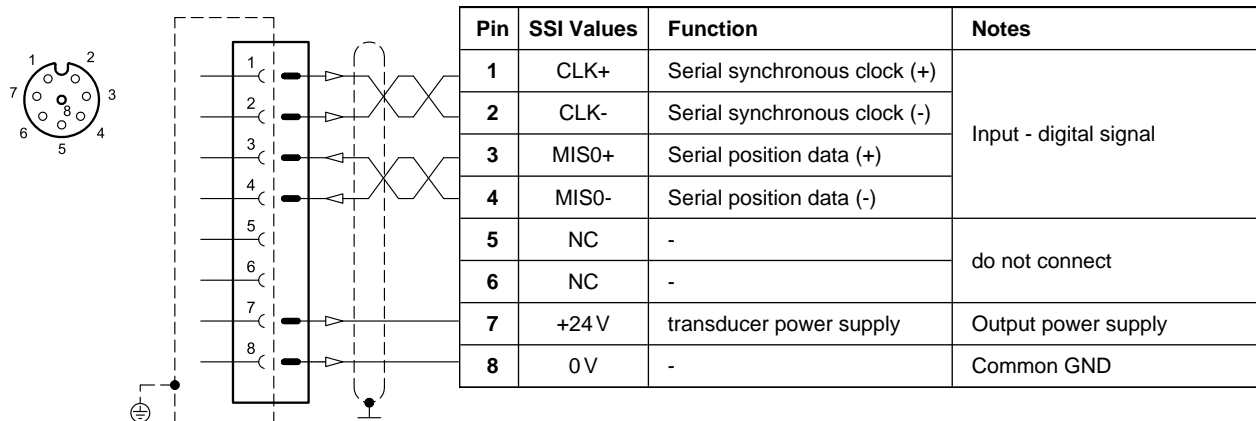 1 2
7 3
8
6 4
5
1
2
3
4
5
6
7
8
Pin SSI Values Function Notes
1 CLK+ Serial synchronous clock (+)
2 CLK- Serial synchronous clock (-)
Input - digital signal
3 MIS0+ Serial position data (+)
4 MIS0- Serial position data (-)
5 NC -
do not connect
6 NC -
7 +24 V transducer power supply Output power supply
8 0 V - Common GND